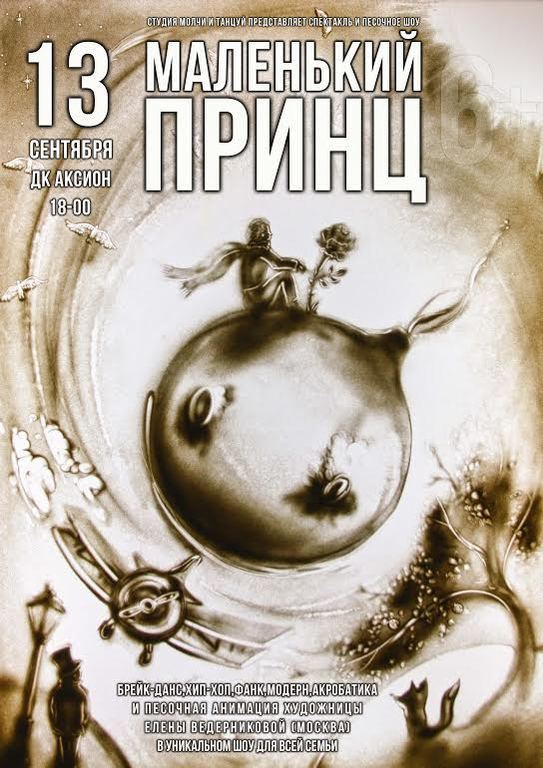 СТУДИЯ МОЛЧИ И ТАНЦУЙ ПРЕДСТАВЛЯЕТ СПЕКТАКЛЬ И ПЕСОЧНОЕ ШОУ
13
СЕНТЯБРЯ
ДК АКСИОН
18-00
МАЛЕНЬКИЙ
ПРИНЦ
6+
БРЕЙК-ДАНС,ХИП-ХОП,ФАНК,МОДЕРН,АКРОБАТИКА
И ПЕСОЧНАЯ АНИМАЦИЯ ХУДОЖНИЦЫ
ЕЛЕНЫ ВЕДЕРНИКОВОЙ (МОСКВА)
В УНИКАЛЬНОМ ШОУ ДЛЯ ВСЕЙ СЕМЬИ